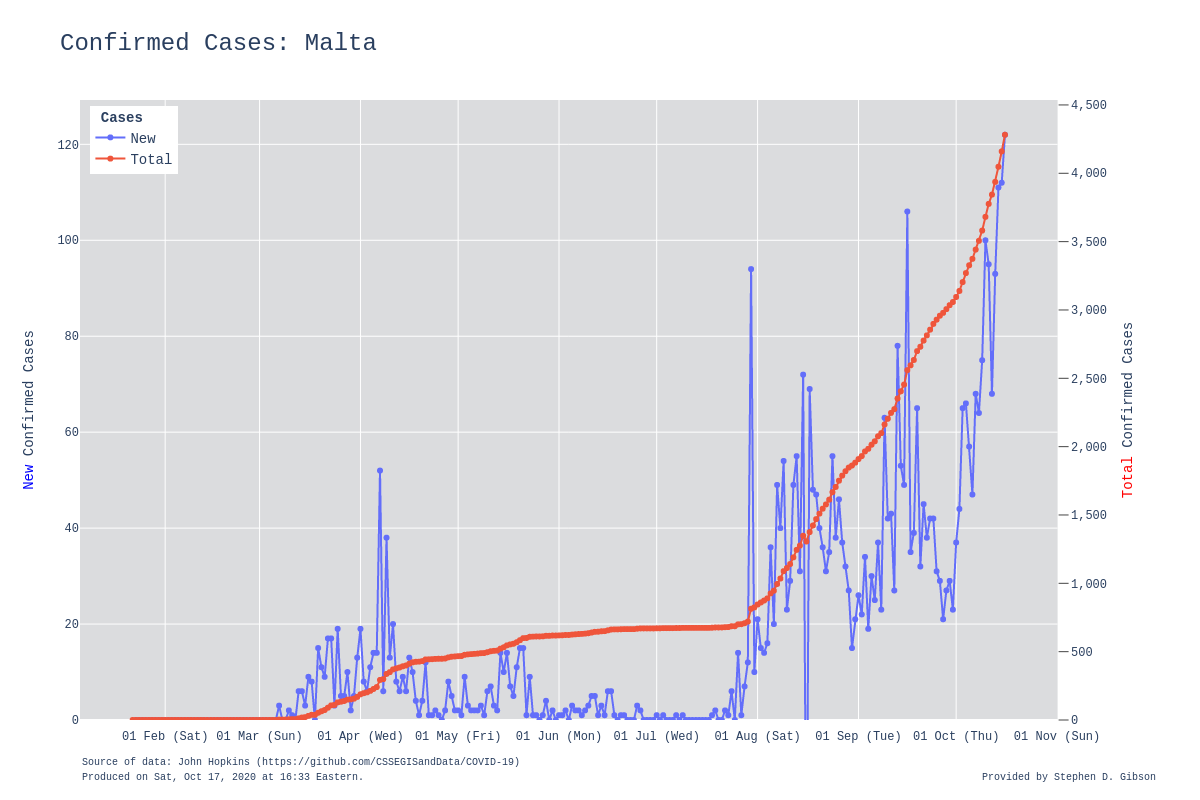 Confirmed Cases: Malta
Cases
New
Total
120
100
80
60
40
20
0
4,500
4,000
3,500
3,000
2,500
2,000
1,500
1,000
500
0
New Confirmed Cases
Total Confirmed Cases
01 Feb (Sat) 01 Mar (Sun) 01 Apr (Wed) 01 May (Fri) 01 Jun (Mon) 01 Jul (Wed) 01 Aug (Sat) 01 Sep (Tue) 01 Oct (Thu) 01 Nov (Sun)
Source of data: John Hopkins (https://github.com/CSSEGISandData/COVID-19)
Produced on Sat, Oct 17, 2020 at 16:33 Eastern.
Provided by Stephen D. Gibson